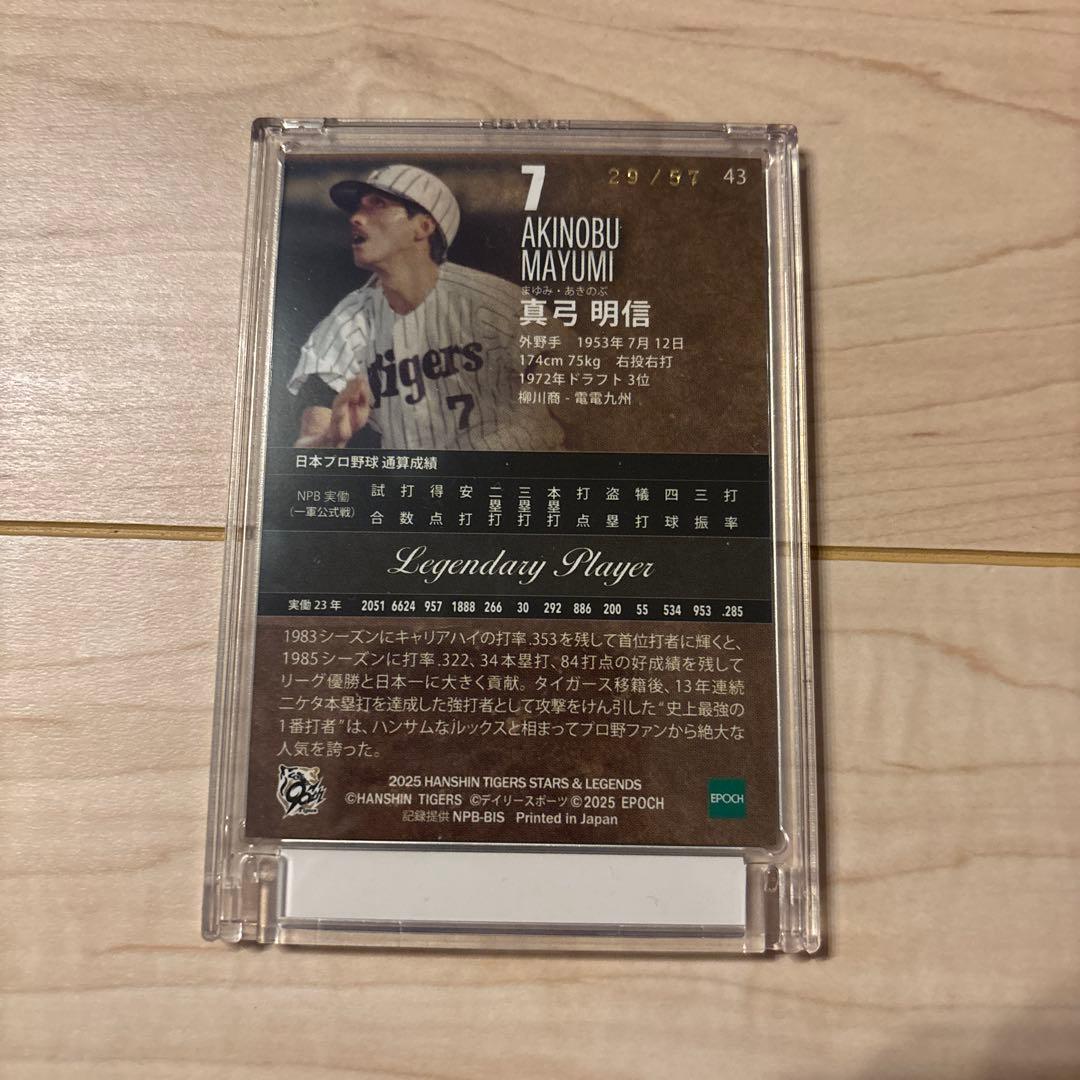 7
29/57 43
AKINOBU
MAYUMI
まゆみ・あきのぶ
真弓 明信
外野手 1953年 7月 12日
174cm 75kg 右投右打
1972年ドラフト 3位
柳川商 - 電電九州
Tigers
7
日本プロ野球 通算成績
NPB 実働 試合 打数 得点 安打 二塁打 三塁打 本塁打 打点 盗塁 犠打 四球 三振 打率
(一軍公式戦)
Legendary Player
実働 23 年 2051 6624 957 1888 266 30 292 886 200 55 534 953 .285
1983シーズンにキャリアハイの打率.353を残して首位打者に輝くと、
1985シーズンに打率.322、34本塁打、84打点の好成績を残して
リーグ優勝と日本一に大きく貢献。タイガース移籍後、13年連続
二ケタ本塁打を達成した強打者として攻撃をけん引した“史上最強の
1番打者”は、ハンサムなルックスと相まってプロ野ファンから絶大な
人気を誇った。
90th
2025 HANSHIN TIGERS STARS & LEGENDS
©HANSHIN TIGERS ©デイリースポーツ ©2025 EPOCH
記録提供 NPB-BIS Printed in Japan
EPOCH